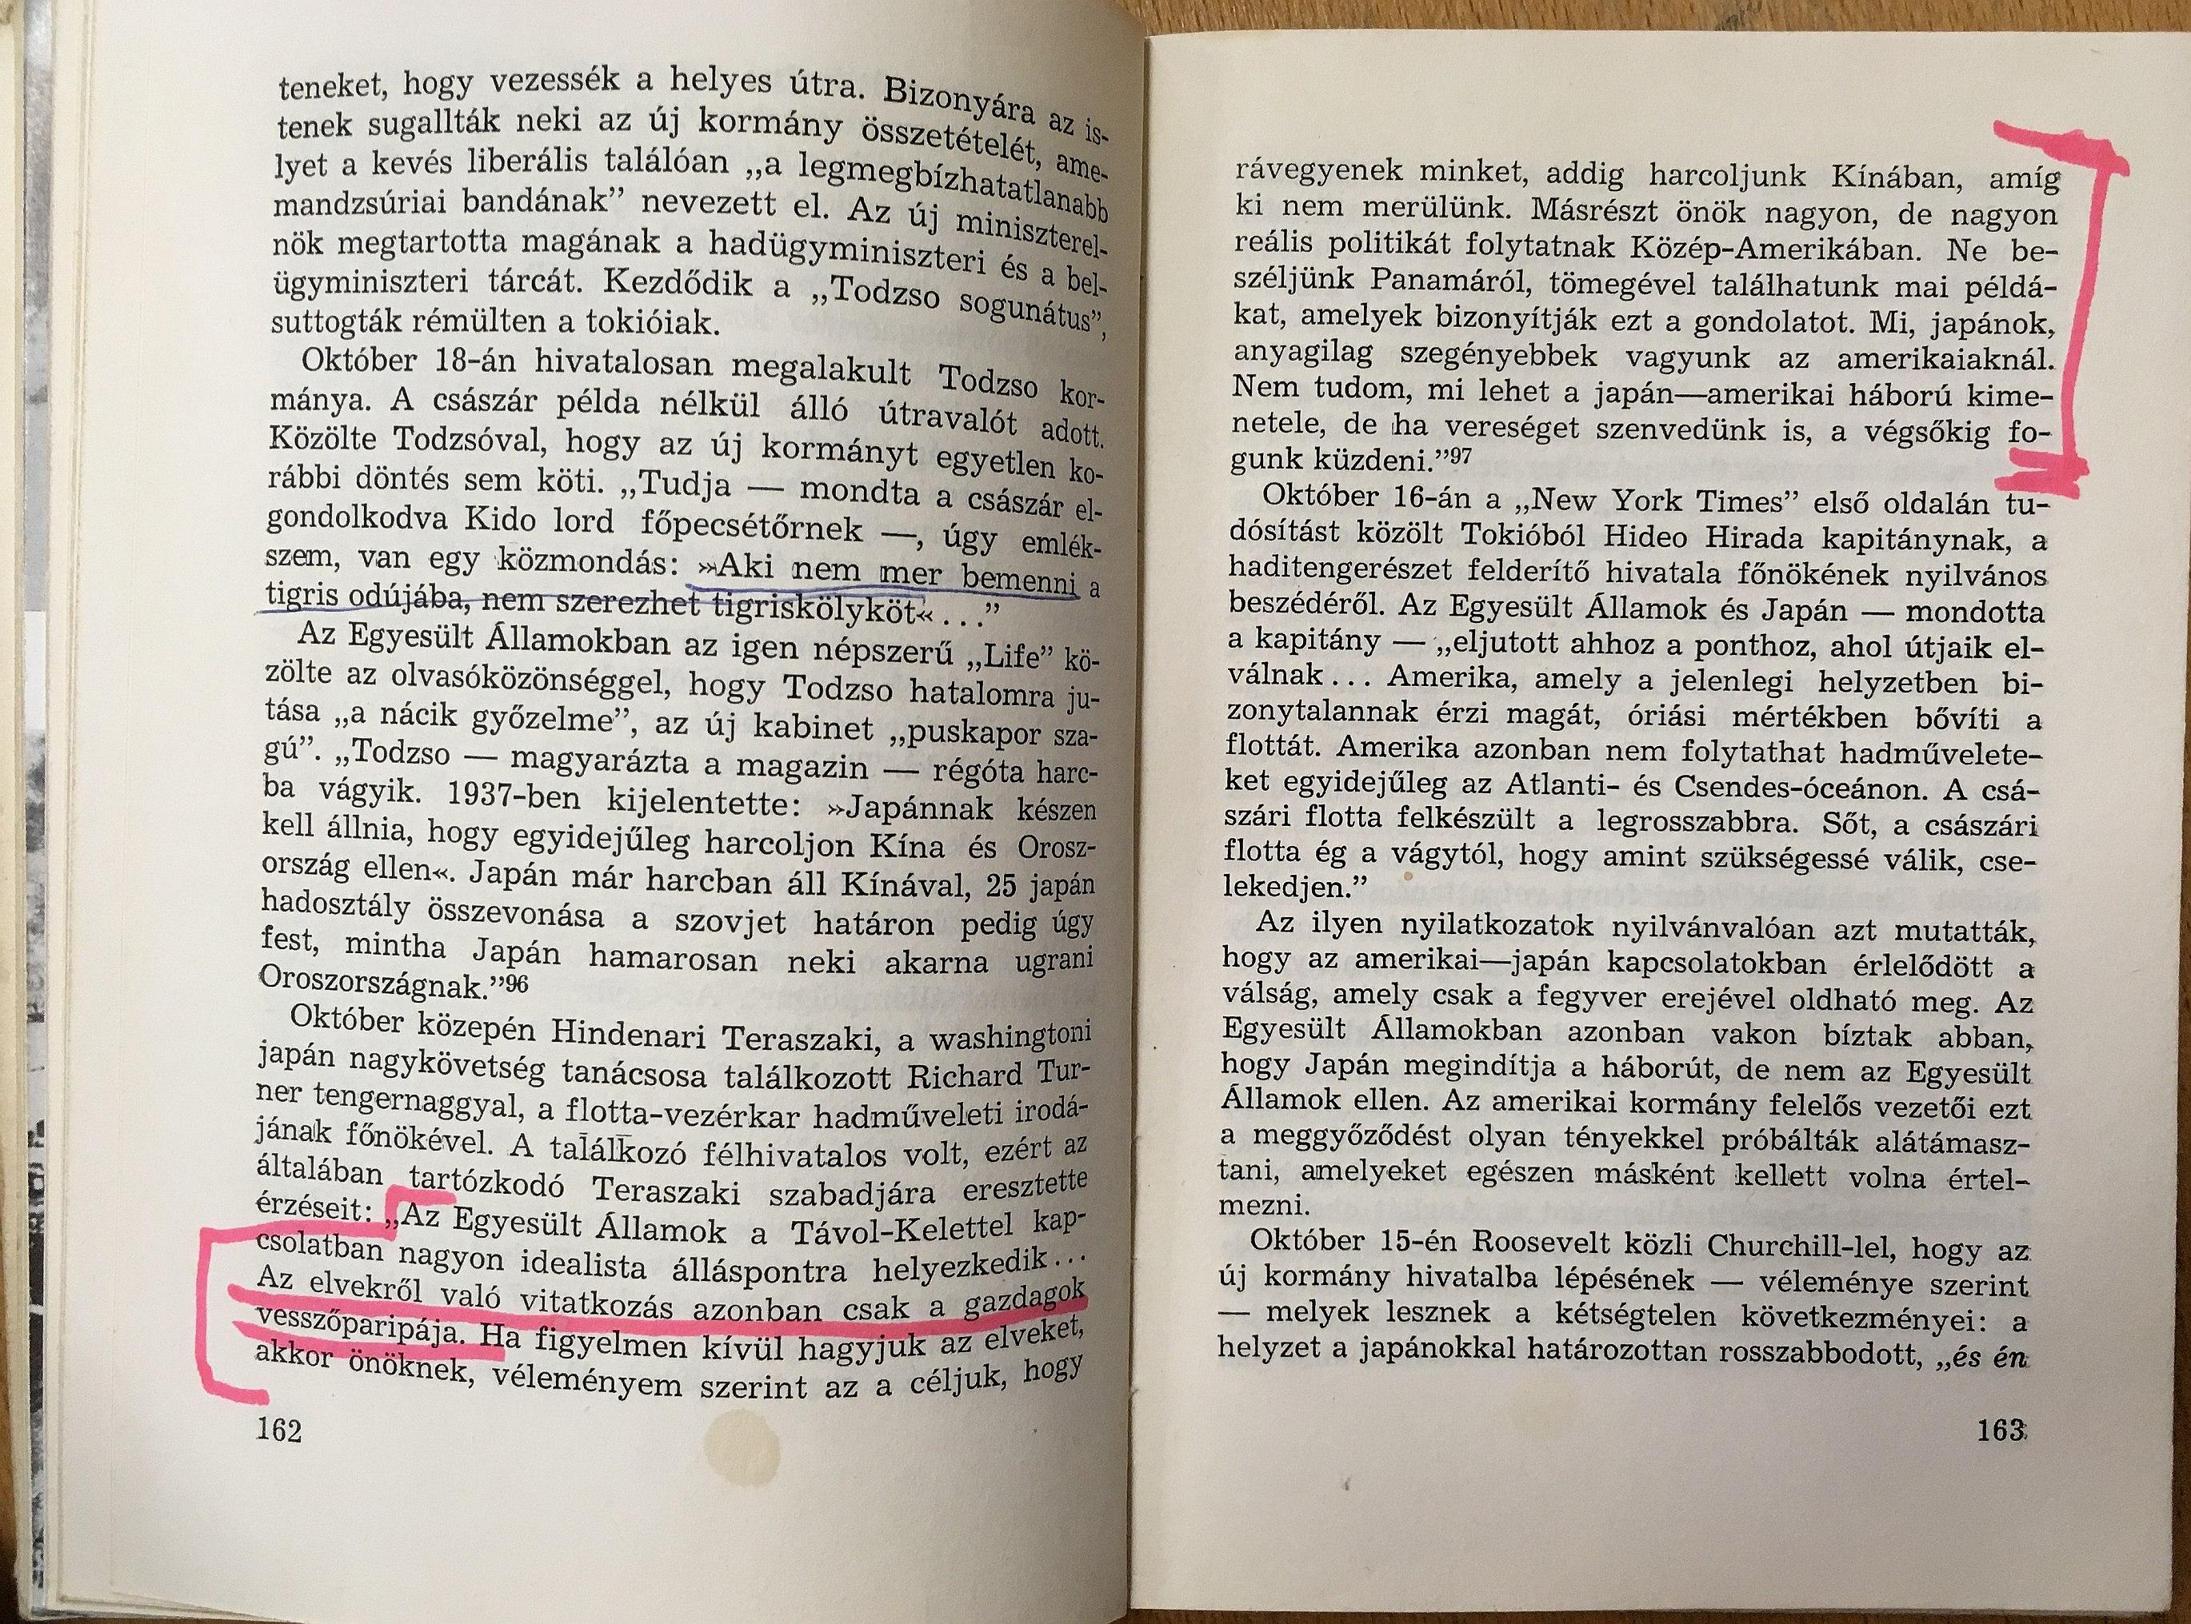 teneket, hogy vezessék a helyes útra. Bizonyára az is-
tenek sugallták neki az új kormány összetételét, ame-
lyet a kevés liberális találóan „a legmegbízhatatlanabb
mandzsúriai bandának” nevezett el. Az új miniszterel-
nök megtartotta magának a hadügyminiszteri és a bel-
ügyminiszteri tárcát. Kezdődik a „Todzso sogunátus”,
suttogták rémülten a tokióiak.
Október 18-án hivatalosan megalakult Todzso kor-
mánya. A császár példa nélkül álló útravalót adott.
Közölte Todzsóval, hogy az új kormányt egyetlen ko-
rábbi döntés sem köti. „Tudja — mondta a császár el-
gondolkodva Kido lord főpecsétőrnek —, úgy emlék-
szem, van egy közmondás: »Aki nem mer bemenni a
tigris odújába, nem szerezhet tigriskölyköt«...”
Az Egyesült Államokban az igen népszerű „Life” kö-
zölte az olvasóközönséggel, hogy Todzso hatalomra ju-
tása „a nácik győzelme”, az új kabinet „puskapor sza-
gú”. „Todzso — magyarázta a magazin — régóta harc-
ba vágyik. 1937-ben kijelentette: »Japánnak készen
kell állnia, hogy egyidejűleg harcoljon Kína és Orosz-
ország ellen«. Japán már harcban áll Kínával, 25 japán
hadosztály összevonása a szovjet határon pedig úgy
fest, mintha Japán hamarosan neki akarna ugrani
Oroszországnak.”96
Október közepén Hindenari Teraszaki, a washingtoni
japán nagykövetség tanácsosa találkozott Richard Tur-
ner tengernaggyal, a flotta-vezérkar hadműveleti irodá-
jának főnökével. A találkozó félhivatalos volt, ezért az
általában tartózkodó Teraszaki szabadjára eresztette
érzéseit: „Az Egyesült Államok a Távol-Kelettel kap-
csolatban nagyon idealista álláspontra helyezkedik...
Az elvekről való vitatkozás azonban csak a gazdagok
vesszőparipája. Ha figyelmen kívül hagyjuk az elveket,
akkor önöknek, véleményem szerint az a céljuk, hogy
162
rávegyenek minket, addig harcoljunk Kínában, amíg
ki nem merülünk. Másrészt önök nagyon, de nagyon
reális politikát folytatnak Közép-Amerikában. Ne be-
széljünk Panamáról, tömegével találhatunk mai példá-
kat, amelyek bizonyítják ezt a gondolatot. Mi, japánok,
anyagilag szegényebbek vagyunk az amerikaiaknál.
Nem tudom, mi lehet a japán—amerikai háború kime-
netele, de ha vereséget szenvedünk is, a végsőkig fo-
gunk küzdeni.”97
Október 16-án a „New York Times” első oldalán tu-
dósítást közölt Tokióból Hideo Hirada kapitánynak, a
haditengerészet felderítő hivatala főnökének nyilvános
beszédéről. Az Egyesült Államok és Japán — mondotta
a kapitány — „eljutott ahhoz a ponthoz, ahol útjaik el-
válnak... Amerika, amely a jelenlegi helyzetben bi-
zonytalannak érzi magát, óriási mértékben bővíti a
flottát. Amerika azonban nem folytathat hadművelete-
ket egyidejűleg az Atlanti- és Csendes-óceánon. A csá-
szári flotta felkészült a legrosszabbra. Sőt, a császári
flotta ég a vágytól, hogy amint szükségessé válik, cse-
lekedjen.”
Az ilyen nyilatkozatok nyilvánvalóan azt mutatták,
hogy az amerikai—japán kapcsolatokban érlelődött a
válság, amely csak a fegyver erejével oldható meg. Az
Egyesült Államokban azonban vakon bíztak abban,
hogy Japán megindítja a háborút, de nem az Egyesült
Államok ellen. Az amerikai kormány felelős vezetői ezt
a meggyőződést olyan tényekkel próbálták alátámasz-
tani, amelyeket egészen másként kellett volna értel-
mezni.
Október 15-én Roosevelt közli Churchill-lel, hogy az
új kormány hivatalba lépésének — véleménye szerint
— melyek lesznek a kétségtelen következményei: a
helyzet a japánokkal határozottan rosszabbodott, „és én
163